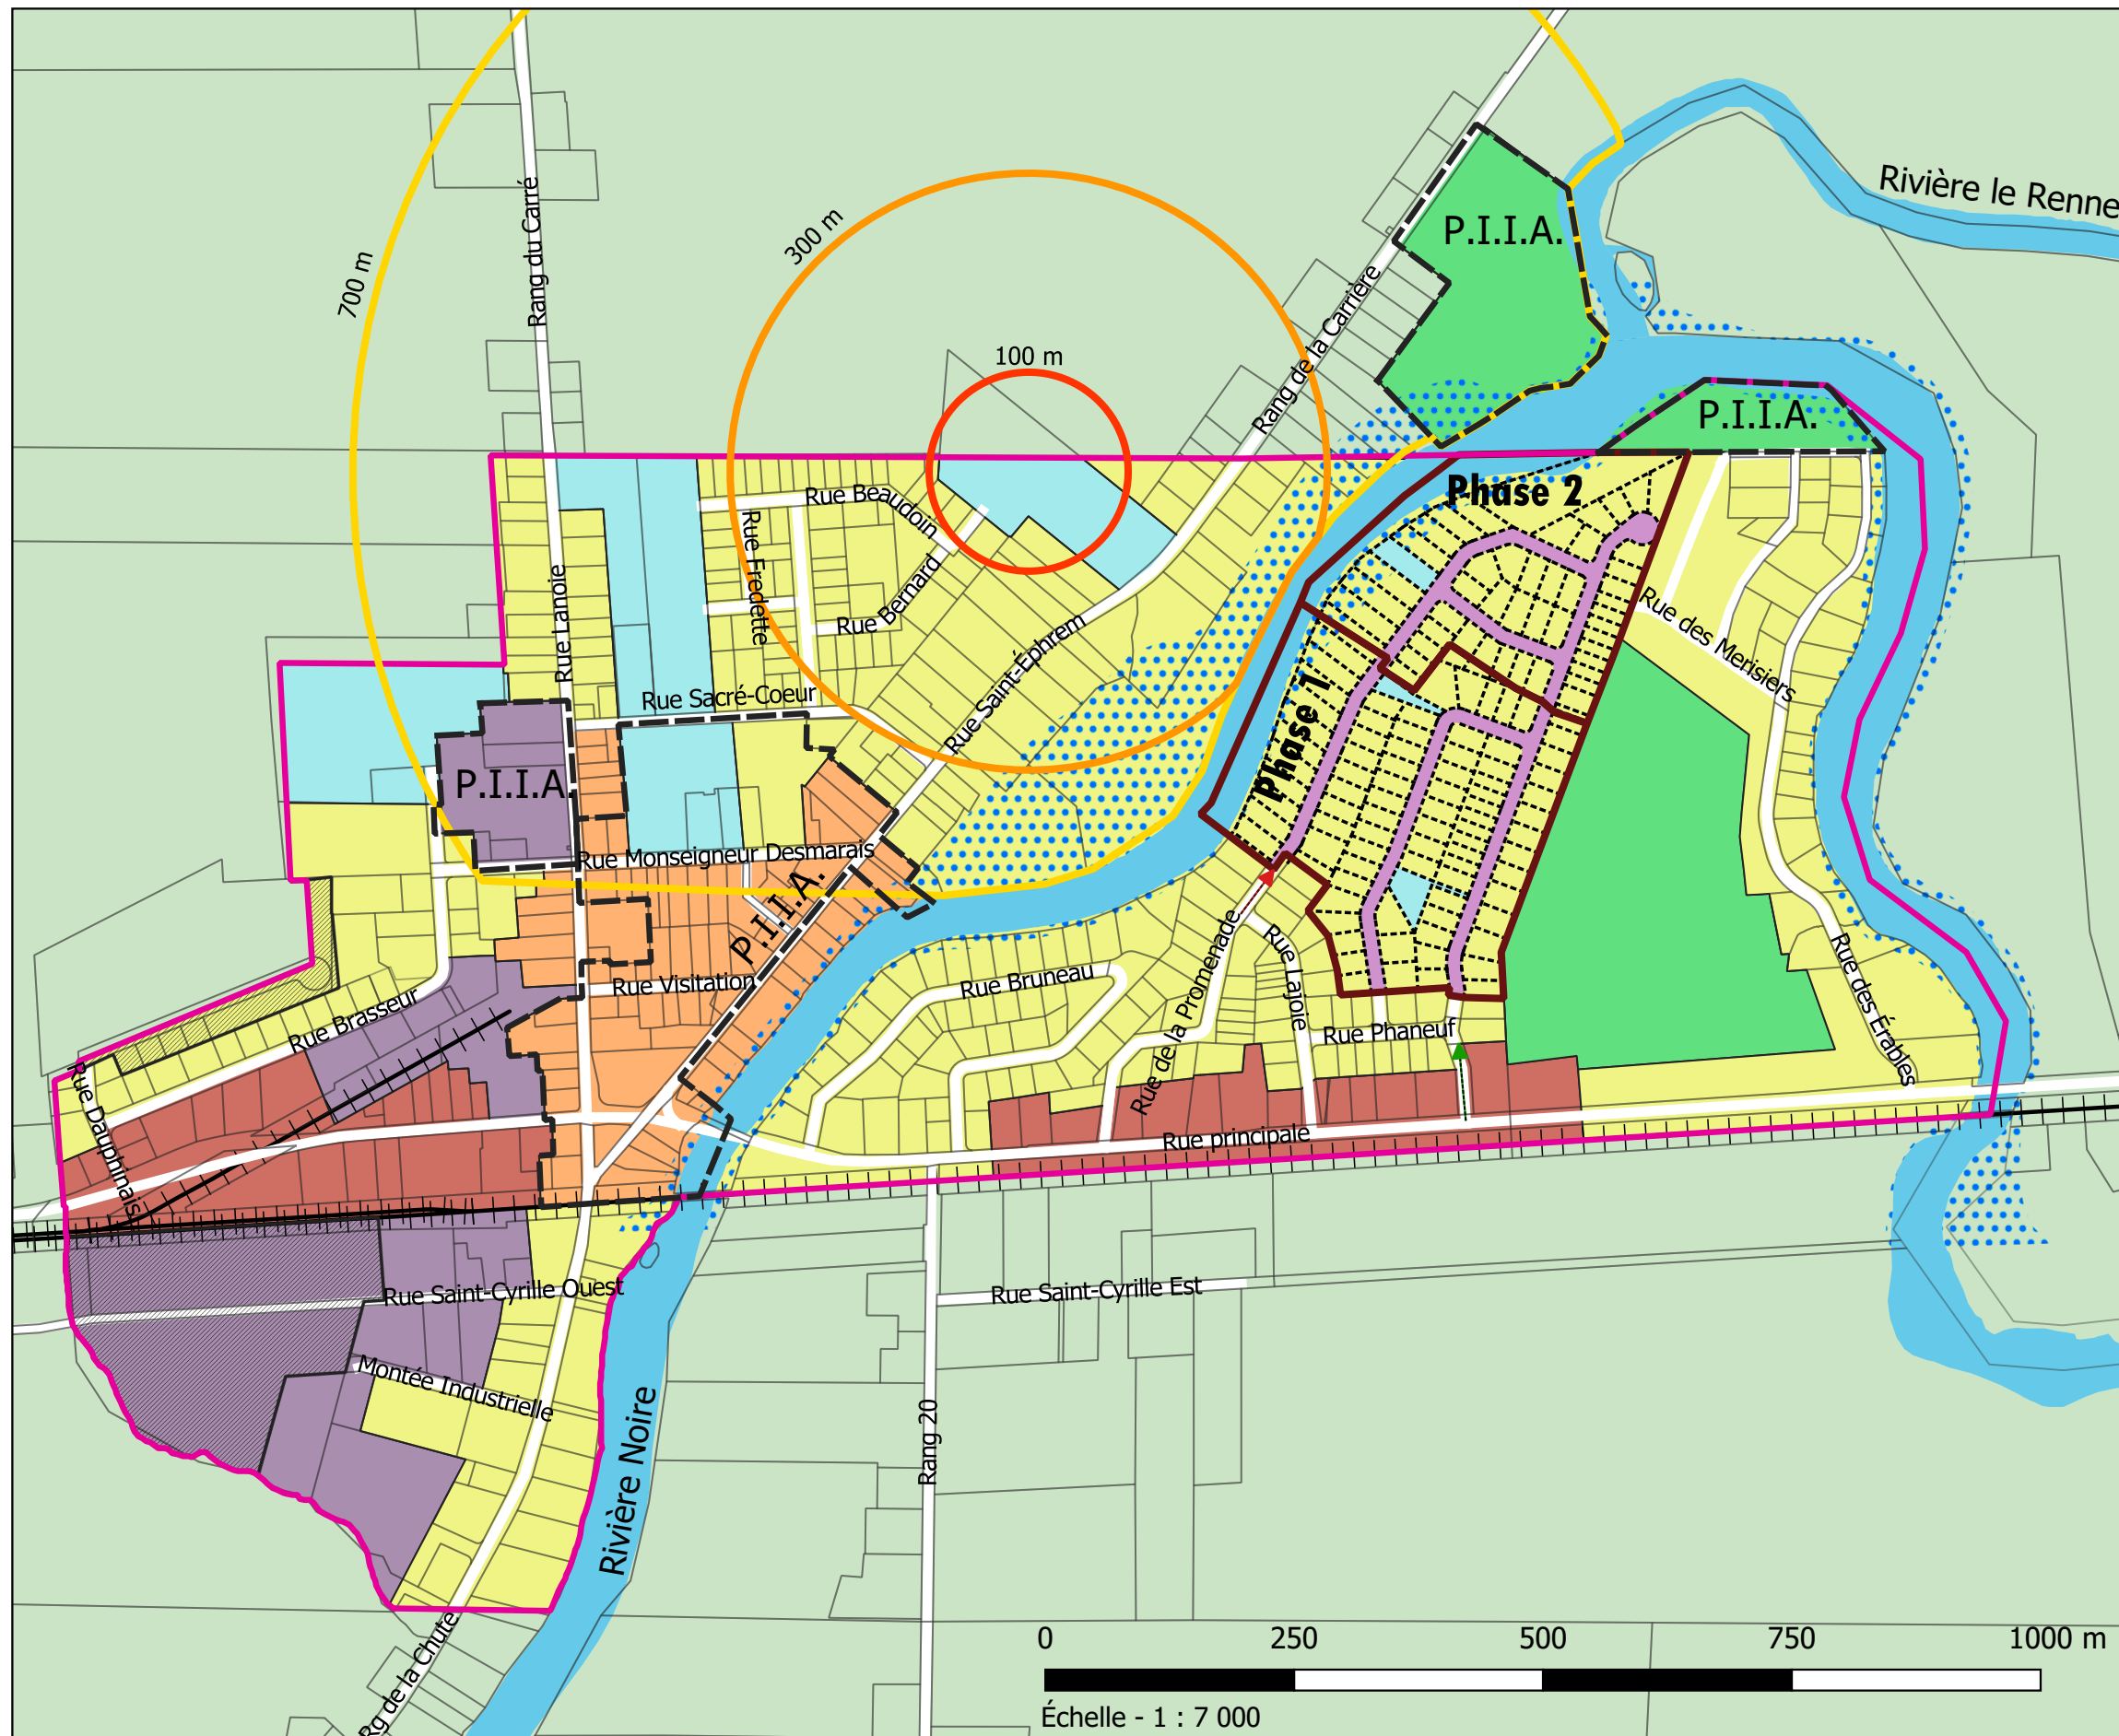 Rivière le Renne
P.I.I.A.
Rang du Carré
300 m
700 m
Rang de la Carrière
100 m
P.I.I.A.
Phase 2
Rue Beaudoin
Rue Fredette
Rue Lanoie
Rue Bernard
Rue des Merisiers
Rue Saint-Éphrem
Rue Sacré-Coeur
Phase 1
P.I.I.A.
Rue Monseigneur Desmarais
P.I.I.A.
Rue Bruneau
Rue Visitation
Rue de la Promenade
Rue Lajoie
Rue des Érables
Rue Brasseur
Rue Phaneuf
Rue Dauphinais
Rue principale
Rue Saint-Cyrille Ouest
Rue Saint-Cyrille Est
Montée Industrielle
Rang 20
Rivière Noire
Rg de la Chute
0 250 500 750 1000 m
Échelle - 1 : 7 000